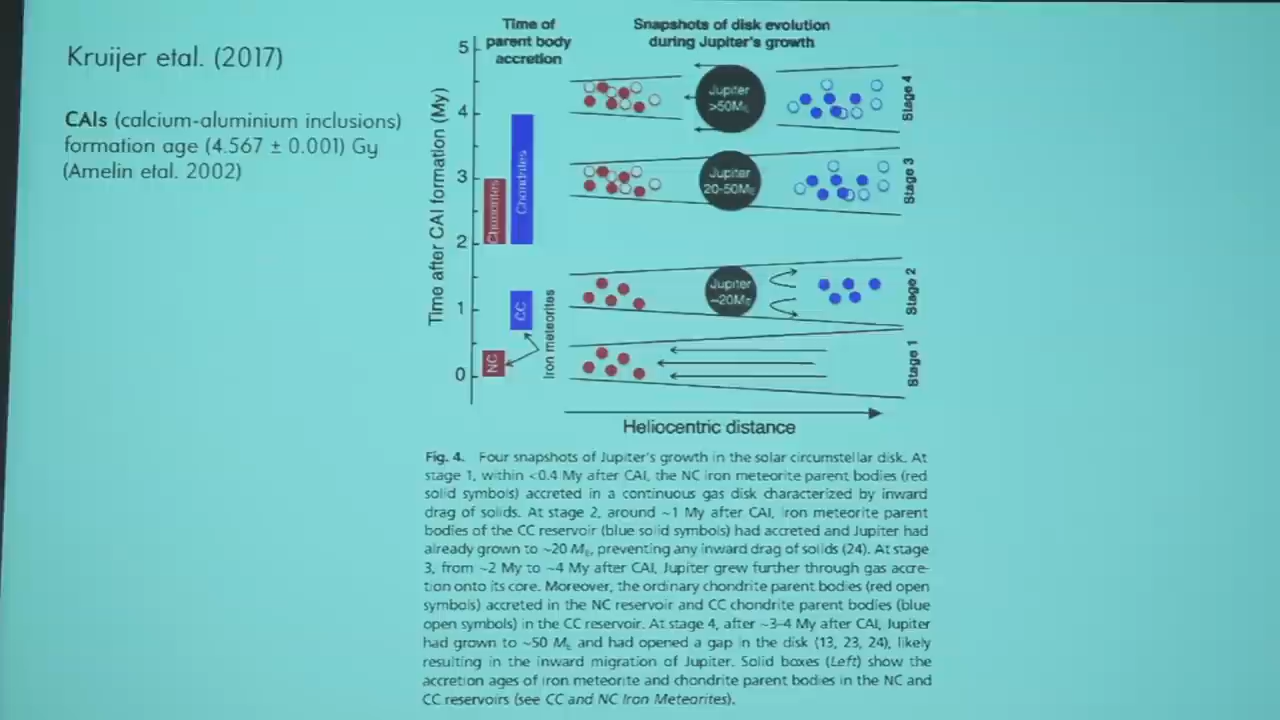 Kruijer etal. (2017)
CAIs (calcium-aluminium inclusions)
formation age (4.567 ± 0.001) Gy
(Amelin etal. 2002)
Time of
parent body
accretion
Snapshots of disk evolution
during Jupiter's growth
Time after CAI formation (My)
5
4
3
2
1
0
Chondrites
Chondrites
CC
NC
Iron meteorites
Jupiter
>50M_E
Stage 4
Jupiter
20-50M_E
Stage 3
Jupiter
~20M_E
Stage 2
Stage 1
Heliocentric distance
Fig. 4. Four snapshots of Jupiter's growth in the solar circumstellar disk. At
stage 1, within <0.4 My after CAI, the NC iron meteorite parent bodies (red
solid symbols) accreted in a continuous gas disk characterized by inward
drag of solids. At stage 2, around ~1 My after CAI, iron meteorite parent
bodies of the CC reservoir (blue solid symbols) had accreted and Jupiter had
already grown to ~20 M_E, preventing any inward drag of solids (24). At stage
3, from ~2 My to ~4 My after CAI, Jupiter grew further through gas accre-
tion onto its core. Moreover, the ordinary chondrite parent bodies (red open
symbols) accreted in the NC reservoir and CC chondrite parent bodies (blue
open symbols) in the CC reservoir. At stage 4, after ~3-4 My after CAI, Jupiter
had grown to ~50 M_E and had opened a gap in the disk (13, 23, 24), likely
resulting in the inward migration of Jupiter. Solid boxes (Left) show the
accretion ages of iron meteorite and chondrite parent bodies in the NC and
CC reservoirs (see CC and NC Iron Meteorites).